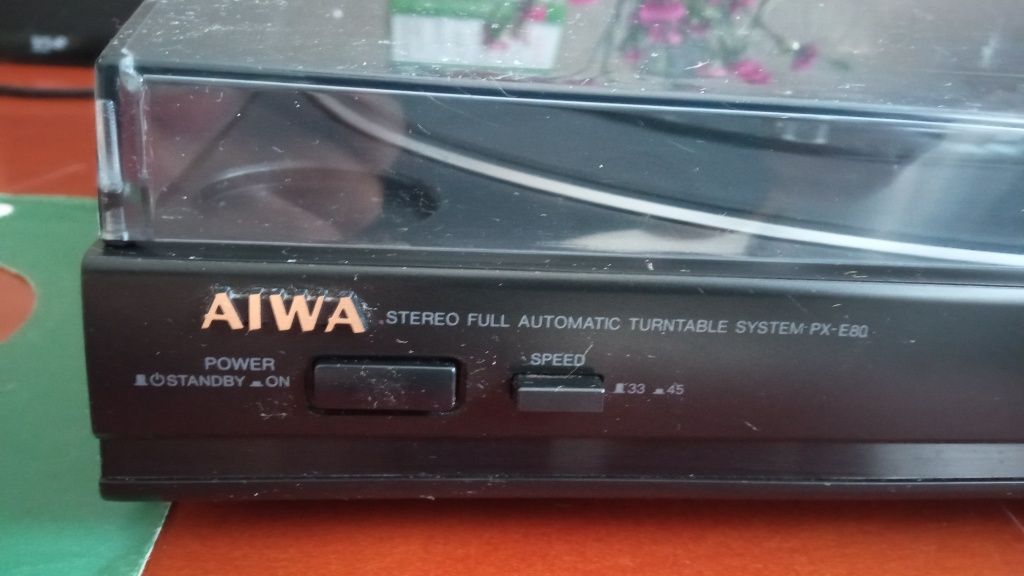 AIWA STEREO FULL AUTOMATIC TURNTABLE SYSTEM PX-E80
POWER
⏻STANDBY ON
SPEED
33 45